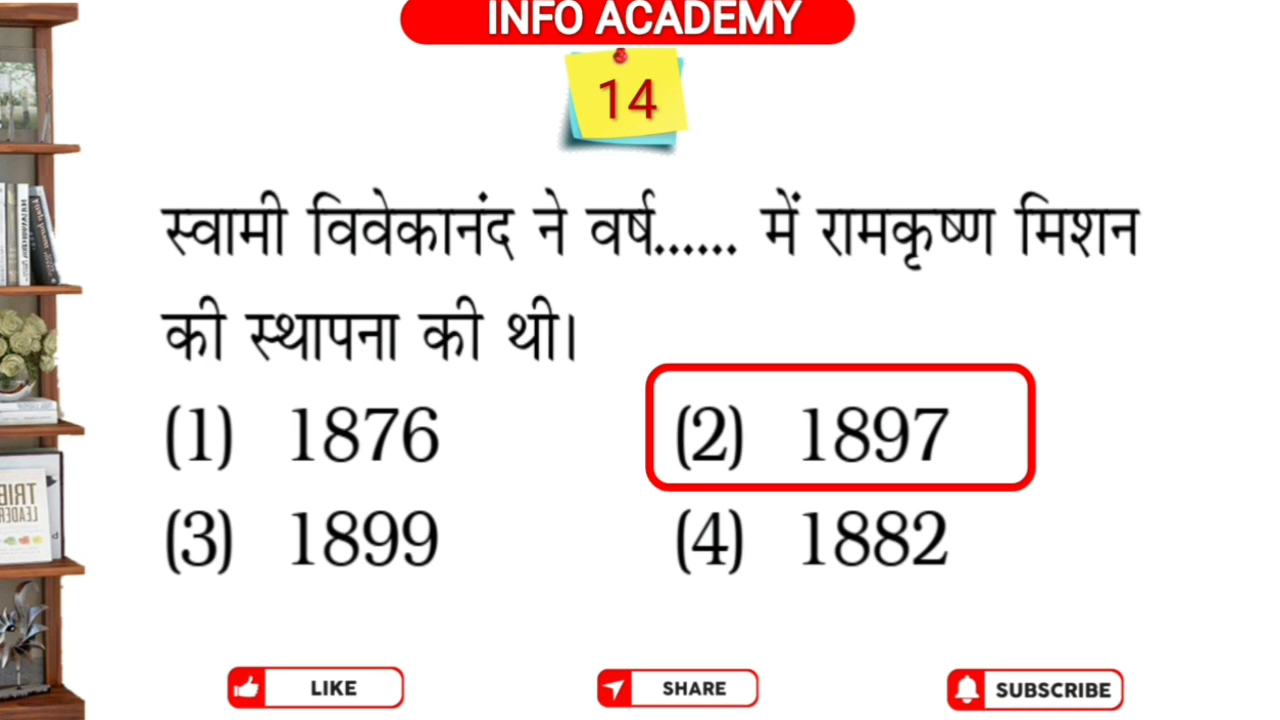 INFO ACADEMY
14
स्वामी विवेकानंद ने वर्ष...... में रामकृष्ण मिशन
की स्थापना की थी।
(1) 1876 (2) 1897
(3) 1899 (4) 1882
LIKE SHARE SUBSCRIBE